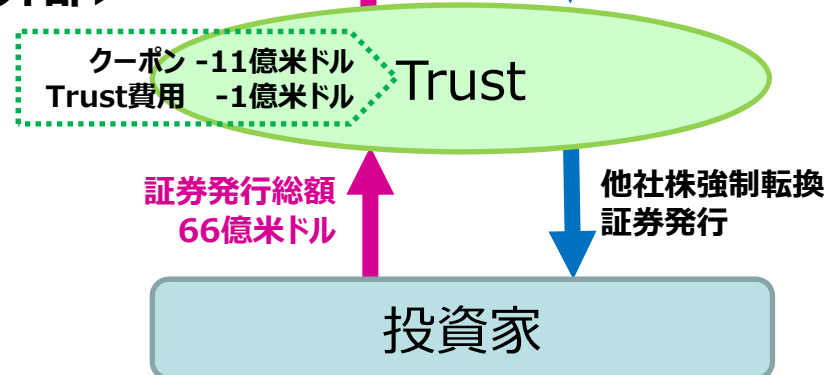 クーポン -11億米ドル
Trust費用 -1億米ドル
Trust
証券発行総額
66億米ドル
他社株強制転換
証券発行
投資家